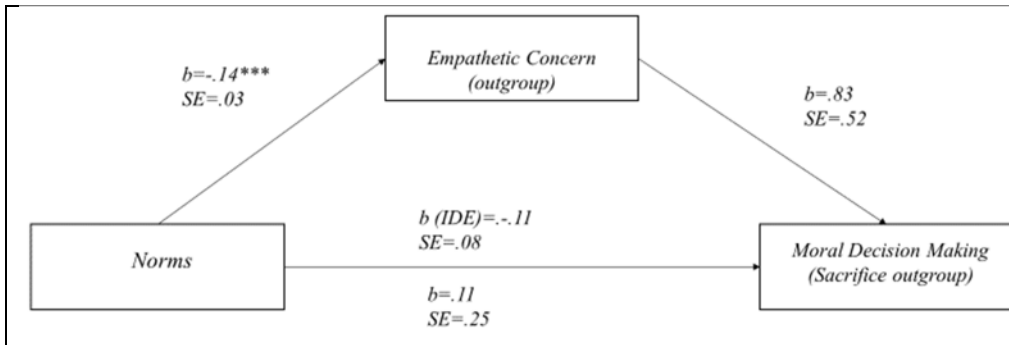 Empathetic Concern
(outgroup)
b=-.14***
SE=.03
b=.83
SE=.52
b (IDE)=.-.11
SE=.08
Norms
Moral Decision Making
(Sacrifice outgroup)
b=.11
SE=.25